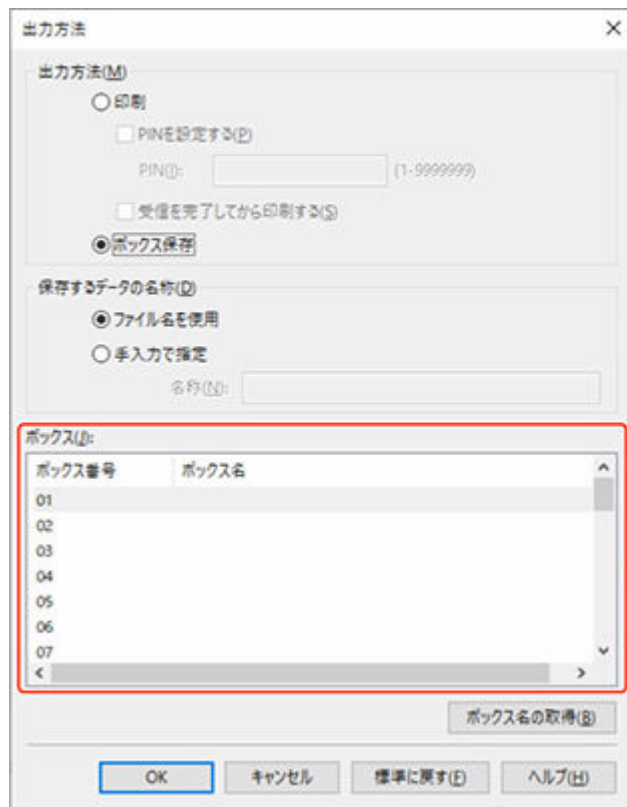 出力方法
出力方法(M)
印刷
PINを設定する(P)
PIN(I): (1-9999999)
受信を完了してから印刷する(S)
ボックス保存
保存するデータの名称(D)
ファイル名を使用
手入力で指定
名称(N):
ボックス(J):
ボックス番号 ボックス名
01
02
03
04
05
06
07
ボックス名の取得(B)
OK キャンセル 標準に戻す(F) ヘルプ(H)